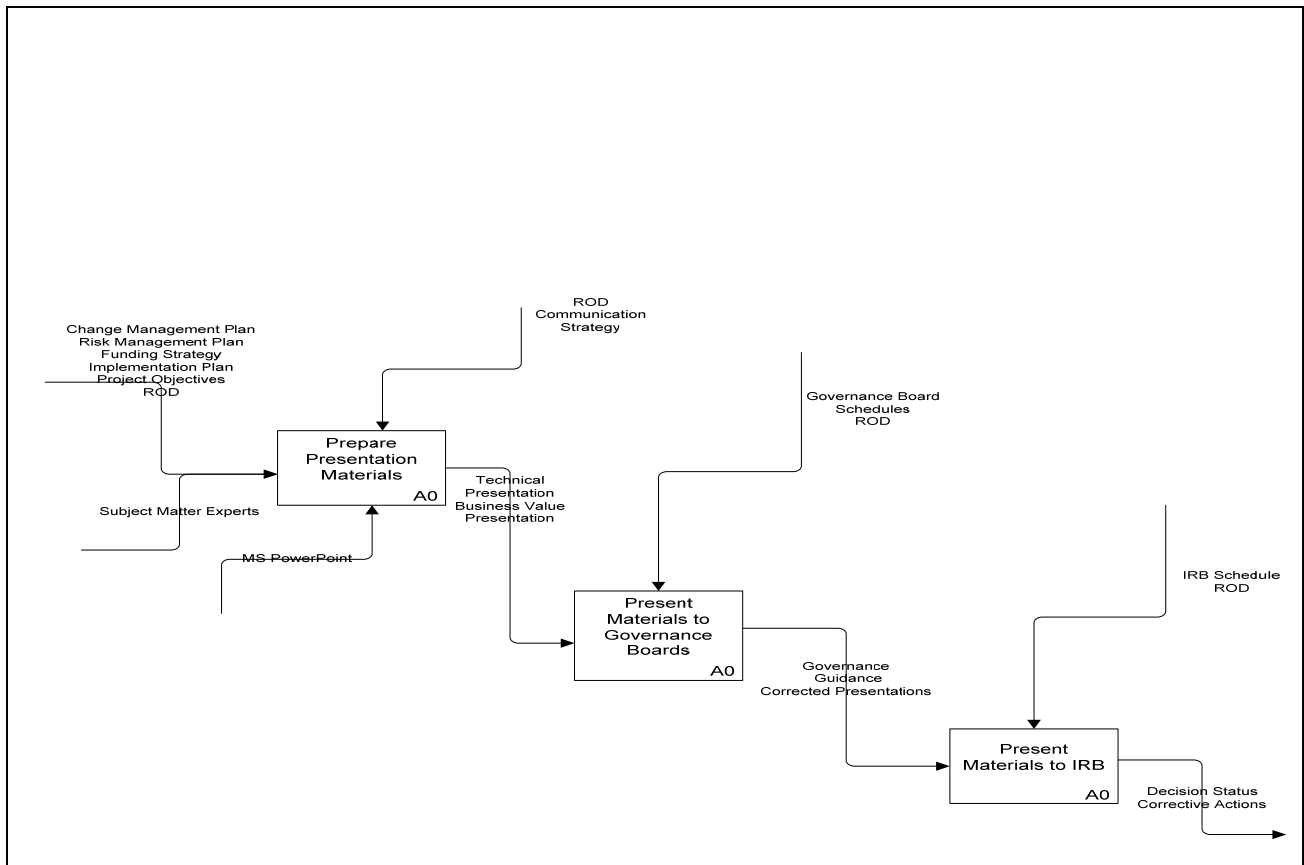 ROD
Communication
Strategy
Change Management Plan
Risk Management Plan
Funding Strategy
Implementation Plan
Project Objectives
ROD
Governance Board
Schedules
ROD
Prepare
Presentation
Materials
A0
Technical
Presentation
Business Value
Presentation
Subject Matter Experts
MS PowerPoint
IRB Schedule
ROD
Present
Materials to
Governance
Boards
A0
Governance
Guidance
Corrected Presentations
Present
Materials to IRB
A0
Decision Status
Corrective Actions